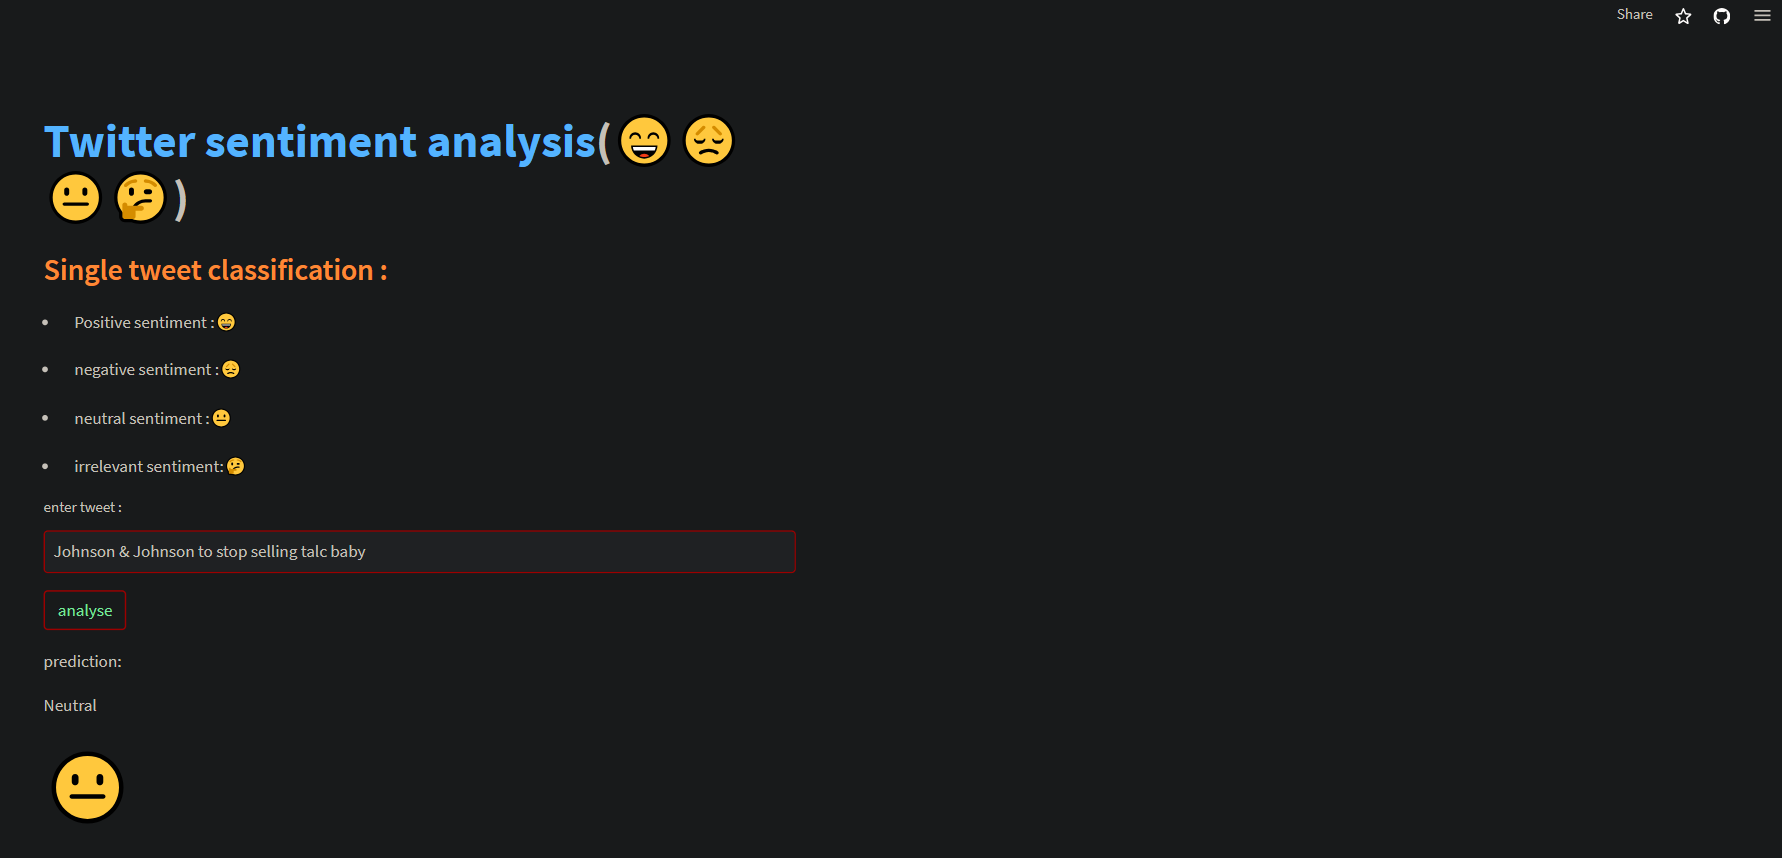 Share
Twitter sentiment analysis(😄😔
😐🤔)
Single tweet classification :
• Positive sentiment :😄
• negative sentiment :😔
• neutral sentiment :😐
• irrelevant sentiment:🤔
enter tweet :
Johnson & Johnson to stop selling talc baby
analyse
prediction:
Neutral
😐